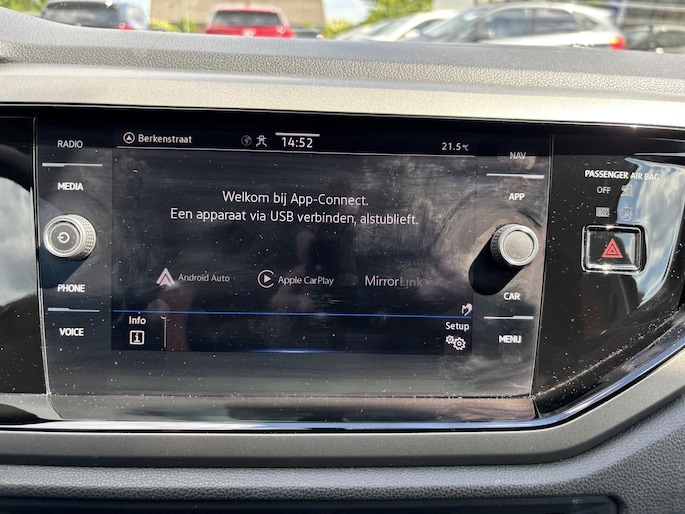 RADIO
MEDIA
PHONE
VOICE
Berkenstraat
14:52
21.5°C
Welkom bij App-Connect.
Een apparaat via USB verbinden, alstublieft.
Android Auto
Apple CarPlay
MirrorLink
Info
Setup
NAV
APP
CAR
MENU
PASSENGER AIR BAG
OFF